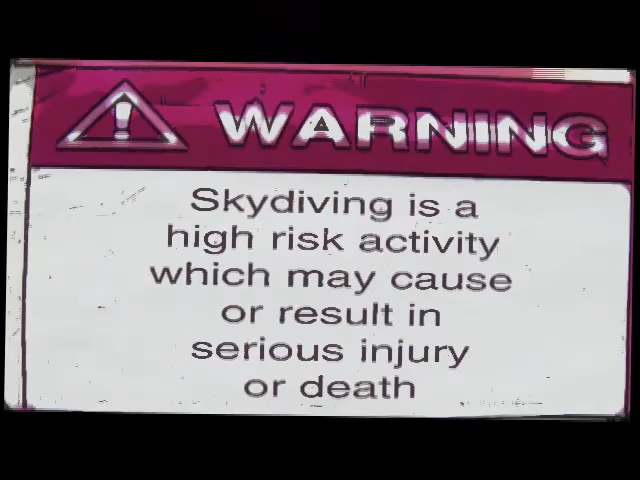 WARNING
Skydiving is a
high risk activity
which may cause
or result in
serious injury
or death